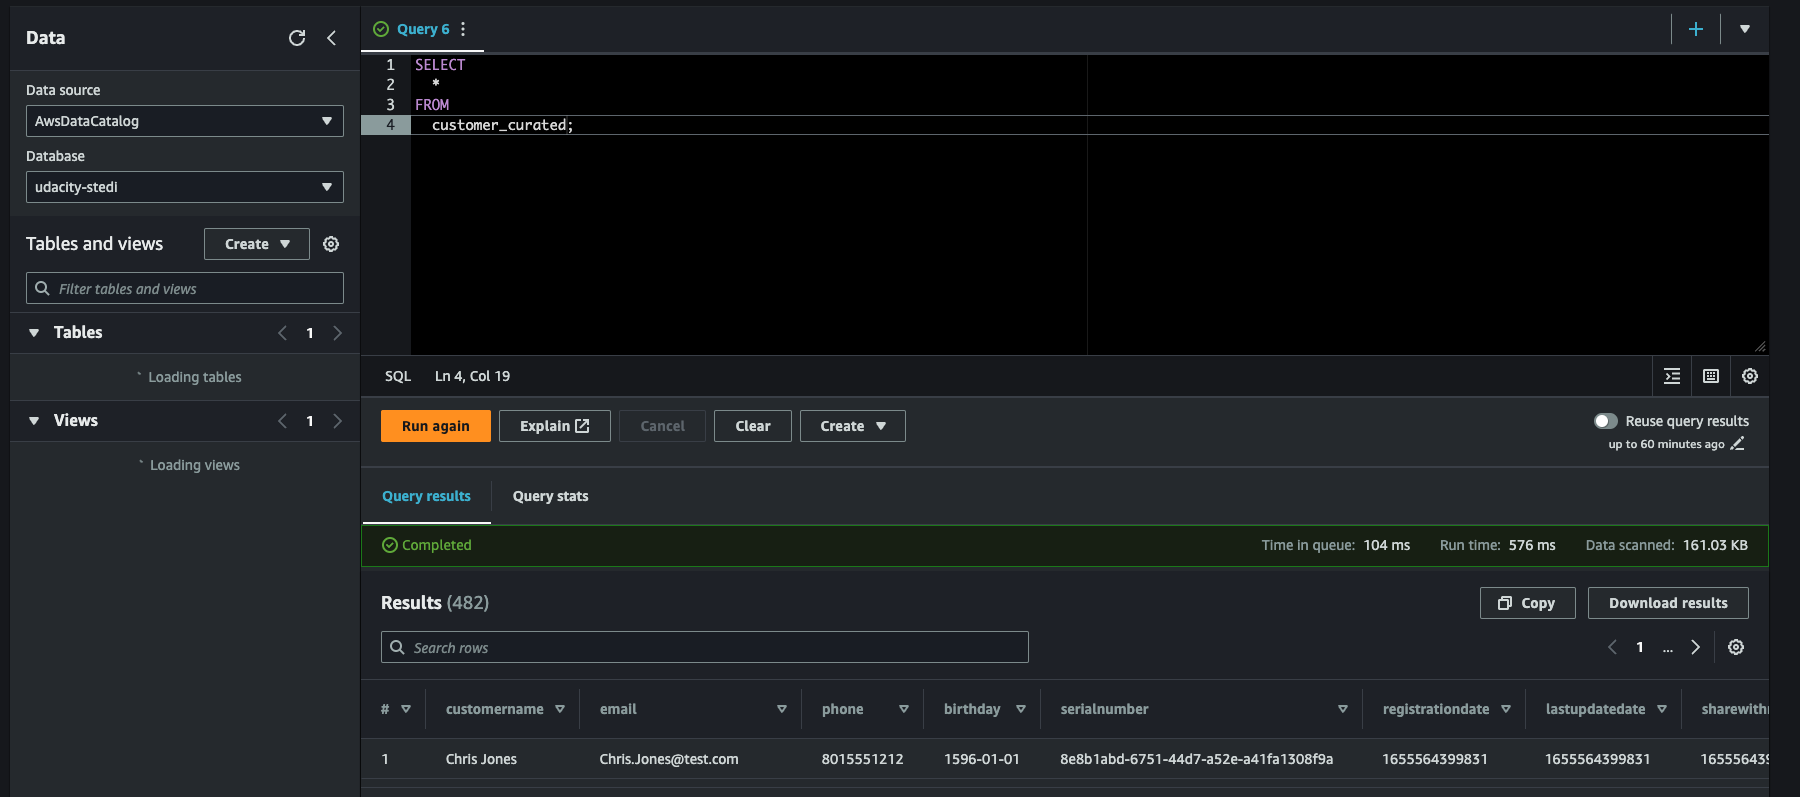 Data
Data source
AwsDataCatalog
Database
udacity-stedi
Tables and views
Create
Filter tables and views
Tables
1
Loading tables
Views
1
Loading views
Query 6
1 SELECT
2 *
3 FROM
4 customer_curated;
SQL Ln 4, Col 19
Run again Explain Cancel Clear Create
Reuse query results
up to 60 minutes ago
Query results Query stats
Completed Time in queue: 104 ms Run time: 576 ms Data scanned: 161.03 KB
Results (482) Copy Download results
Search rows 1 ...
# customername email phone birthday serialnumber registrationdate lastupdatedate sharewith
1 Chris Jones Chris.Jones@test.com 8015551212 1596-01-01 8e8b1abd-6751-44d7-a52e-a41fa1308f9a 1655564399831 1655564399831 16555643